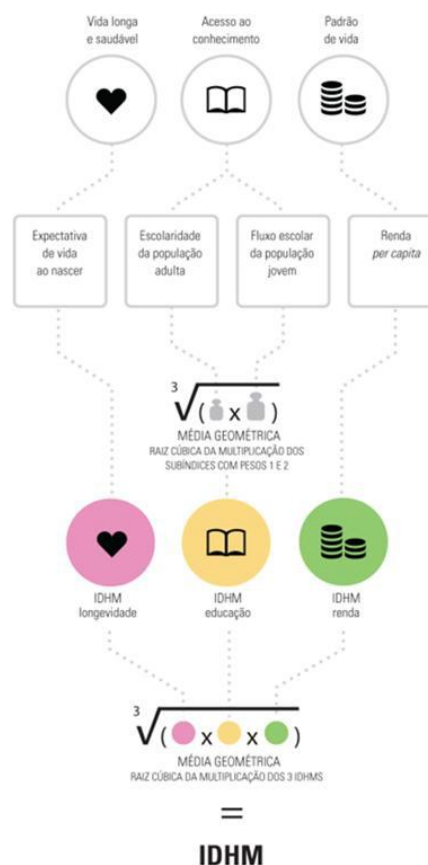 Vida longa
e saudável
Acesso ao
conhecimento
Padrão
de vida
Expectativa
de vida
ao nascer
Escolaridade
da população
adulta
Fluxo escolar
da população
jovem
Renda
per capita
3
√( x )
MÉDIA GEOMÉTRICA
RAIZ CÚBICA DA MULTIPLICAÇÃO DOS
SUBÍNDICES COM PESOS 1 E 2
IDHM
longevidade
IDHM
educação
IDHM
renda
3
√( x x )
MÉDIA GEOMÉTRICA
RAIZ CÚBICA DA MULTIPLICAÇÃO DOS 3 IDHMS
=
IDHM